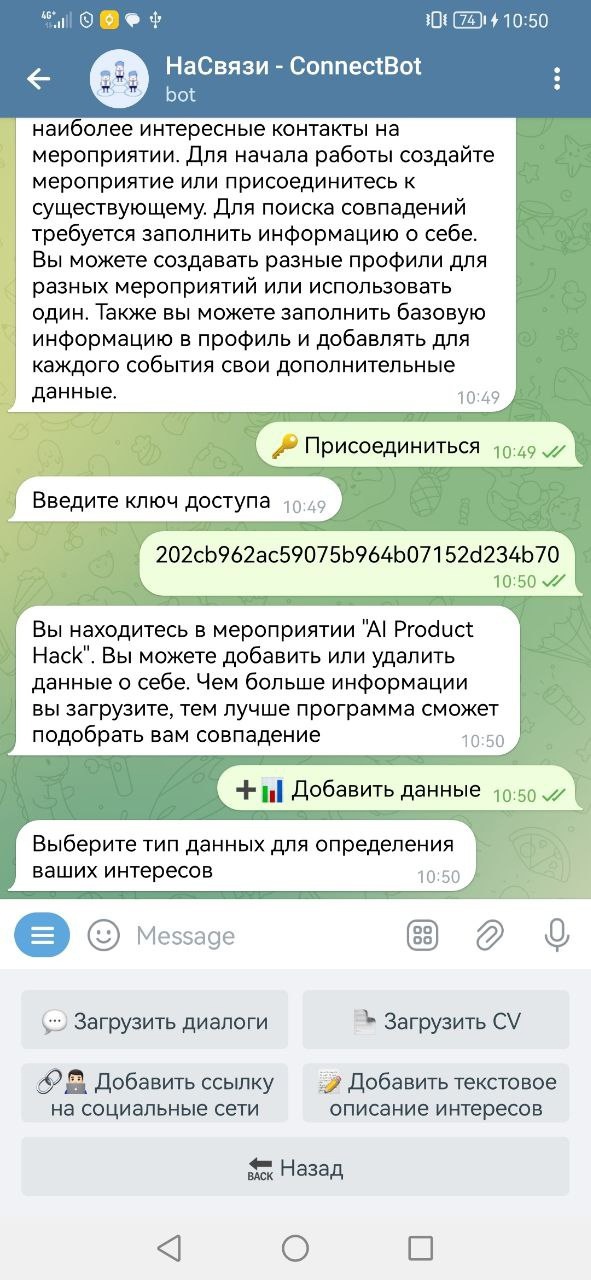 4G+
74
10:50
НаСвязи - ConnectBot
bot
наиболее интересные контакты на
мероприятии. Для начала работы создайте
мероприятие или присоединитесь к
существующему. Для поиска совпадений
требуется заполнить информацию о себе.
Вы можете создавать разные профили для
разных мероприятий или использовать
один. Также вы можете заполнить базовую
информацию в профиль и добавлять для
каждого события свои дополнительные
данные.
10:49
🔑 Присоединиться 10:49
Введите ключ доступа 10:49
202cb962ac59075b964b07152d234b70
10:50
Вы находитесь в мероприятии "AI Product
Hack". Вы можете добавить или удалить
данные о себе. Чем больше информации
вы загрузите, тем лучше программа сможет
подобрать вам совпадение 10:50
➕📊 Добавить данные 10:50
Выберите тип данных для определения
ваших интересов 10:50
Message
💬 Загрузить диалоги
Загрузить CV
🔗👨🏻‍💻 Добавить ссылку
на социальные сети
📝 Добавить текстовое
описание интересов
🔙 Назад